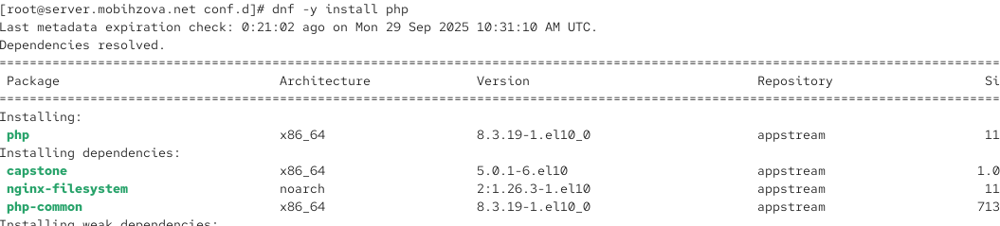 [root@server.mobihzova.net conf.d]# dnf -y install php
Last metadata expiration check: 0:21:02 ago on Mon 29 Sep 2025 10:31:10 AM UTC.
Dependencies resolved.
================================================================================
Package Architecture Version Repository Si
================================================================================
Installing:
php x86_64 8.3.19-1.el10_0 appstream 11
Installing dependencies:
capstone x86_64 5.0.1-6.el10 appstream 1.0
nginx-filesystem noarch 2:1.26.3-1.el10 appstream 11
php-common x86_64 8.3.19-1.el10_0 appstream 713
Installing weak dependencies: